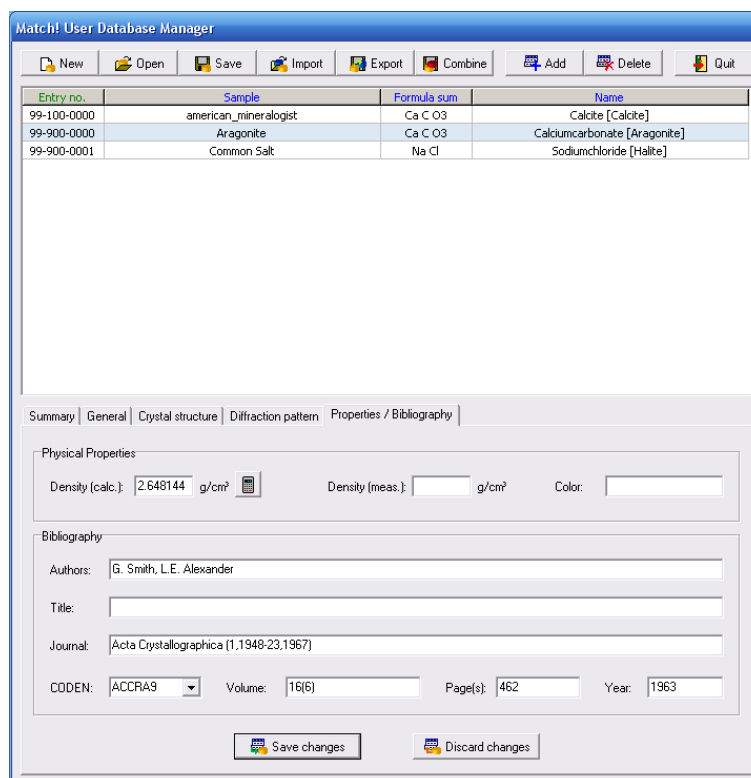 Match! User Database Manager
New Open Save Import Export Combine Add Delete Quit
Entry no. Sample Formula sum Name
99-100-0000 american_mineralogist Ca C O3 Calcite [Calcite]
99-900-0000 Aragonite Ca C O3 Calciumcarbonate [Aragonite]
99-900-0001 Common Salt Na Cl Sodiumchloride [Halite]
Summary General Crystal structure Diffraction pattern Properties / Bibliography
Physical Properties
Density (calc.): 2.648144 g/cm³ Density (meas.): g/cm³ Color:
Bibliography
Authors: G. Smith, L.E. Alexander
Title:
Journal: Acta Crystallographica (1,1948-23,1967)
CODEN: ACCRA9 Volume: 16(6) Page(s): 462 Year: 1963
Save changes Discard changes